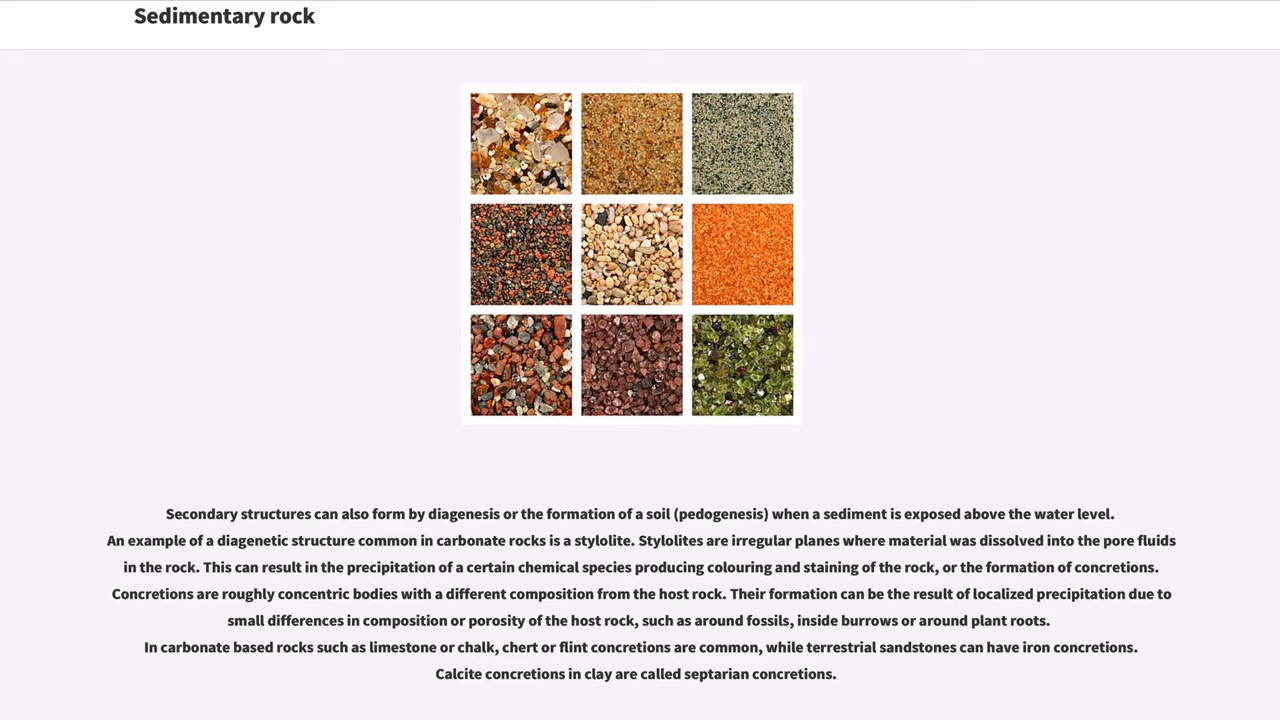 Sedimentary rock
Secondary structures can also form by diagenesis or the formation of a soil (pedogenesis) when a sediment is exposed above the water level.
An example of a diagenetic structure common in carbonate rocks is a stylolite. Stylolites are irregular planes where material was dissolved into the pore fluids
in the rock. This can result in the precipitation of a certain chemical species producing colouring and staining of the rock, or the formation of concretions.
Concretions are roughly concentric bodies with a different composition from the host rock. Their formation can be the result of localized precipitation due to
small differences in composition or porosity of the host rock, such as around fossils, inside burrows or around plant roots.
In carbonate based rocks such as limestone or chalk, chert or flint concretions are common, while terrestrial sandstones can have iron concretions.
Calcite concretions in clay are called septarian concretions.